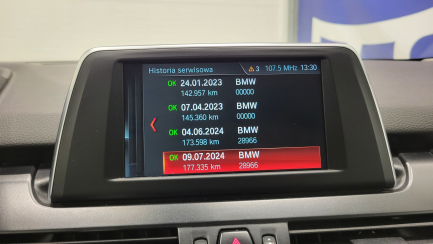 Historia serwisowa 3 107.5 MHz 13:30
OK 24.01.2023 BMW
142.957 km 00000
OK 07.04.2023 BMW
145.360 km 00000
OK 04.06.2024 BMW
173.598 km 28966
OK 09.07.2024 BMW
177.335 km 28966